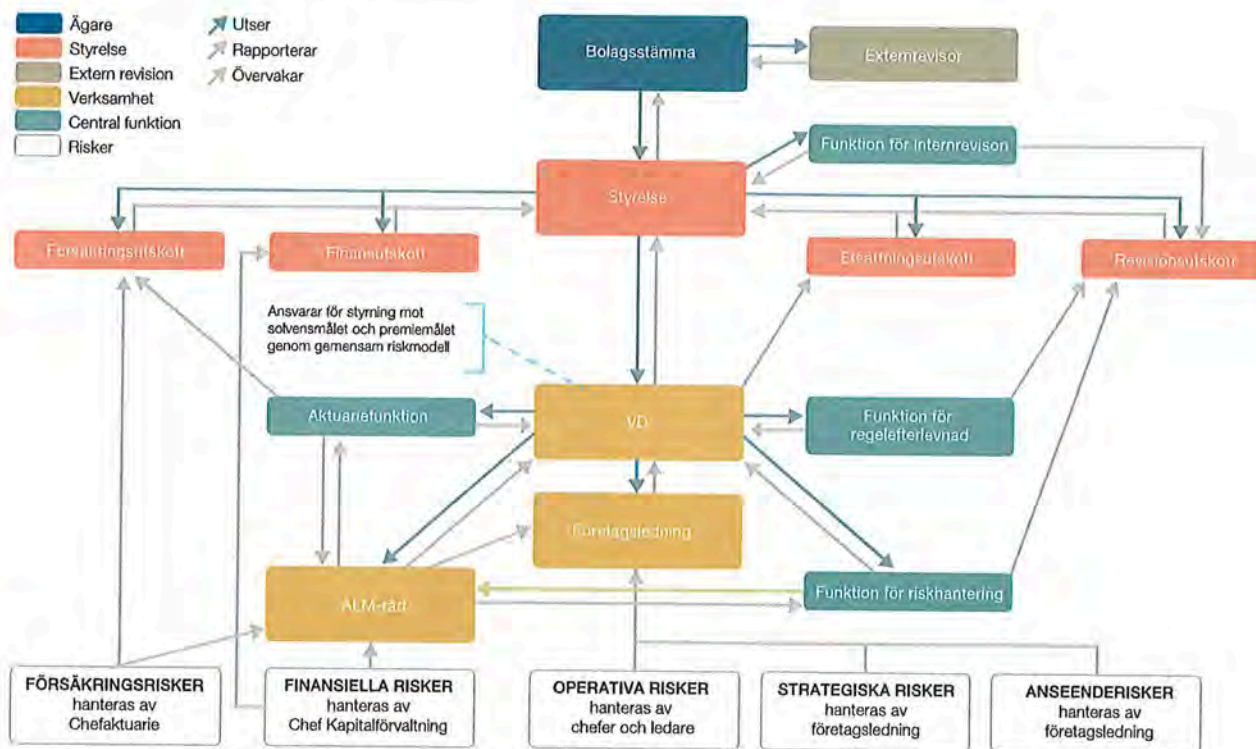 Ägare
Styrelse
Extern revision
Verksamhet
Central funktion
Risker
Utser
Rapporterar
Övervakar
Bolagsstämma
Externrevisor
Funktion för internrevison
Styrelse
Försäkringsutskott
Finansutskott
Ersättningsutskott
Revisionsutskott
Ansvarar för styrning mot
solvensmålet och premiemålet
genom gemensam riskmodell
Aktuariefunktion
VD
Funktion för
regelefterlevnad
Företagsledning
ALM-råd
Funktion för riskhantering
FÖRSÄKRINGSRISKER
hanteras av
Chefaktuarie
FINANSIELLA RISKER
hanteras av
Chef Kapitalförvaltning
OPERATIVA RISKER
hanteras av
chefer och ledare
STRATEGISKA RISKER
hanteras av
företagsledning
ANSEENDERISKER
hanteras av
företagsledning